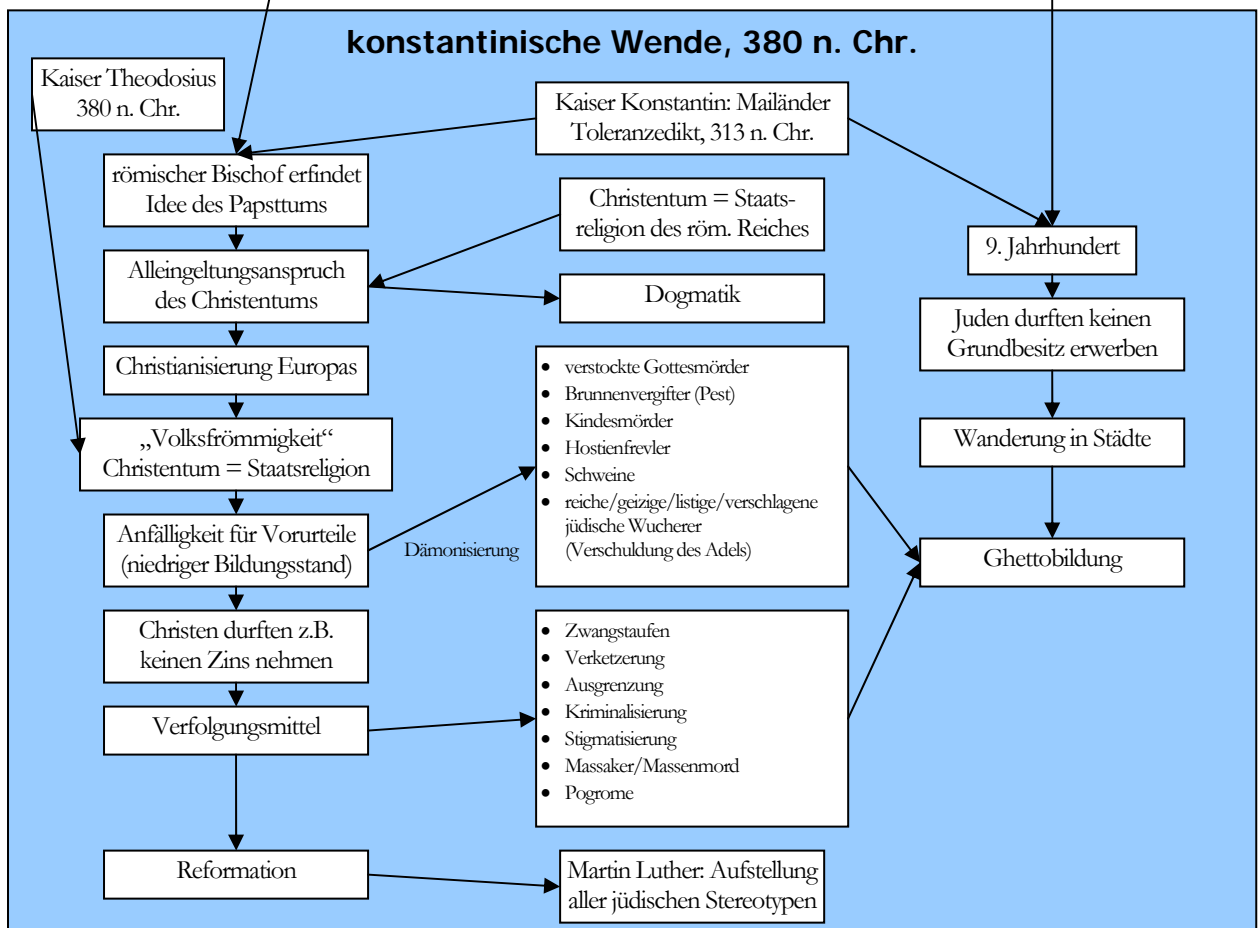 konstantinische Wende, 380 n. Chr.
Kaiser Theodosius
380 n. Chr.
Kaiser Konstantin: Mailänder
Toleranzedikt, 313 n. Chr.
römischer Bischof erfindet
Idee des Papsttums
Christentum = Staats-
religion des röm. Reiches
9. Jahrhundert
Alleingeltungsanspruch
des Christentums
Dogmatik
Juden durften keinen
Grundbesitz erwerben
Christianisierung Europas
• verstockte Gottesmörder
• Brunnenvergifter (Pest)
• Kindesmörder
• Hostienfrevler
• Schweine
• reiche/geizige/listige/verschlagene
jüdische Wucherer
(Verschuldung des Adels)
Wanderung in Städte
„Volksfrömmigkeit“
Christentum = Staatsreligion
Anfälligkeit für Vorurteile
(niedriger Bildungsstand)
Dämonisierung
Ghettobildung
Christen durften z.B.
keinen Zins nehmen
• Zwangstaufen
• Verketzerung
• Ausgrenzung
• Kriminalisierung
• Stigmatisierung
• Massaker/Massenmord
• Pogrome
Verfolgungsmittel
Reformation
Martin Luther: Aufstellung
aller jüdischen Stereotypen